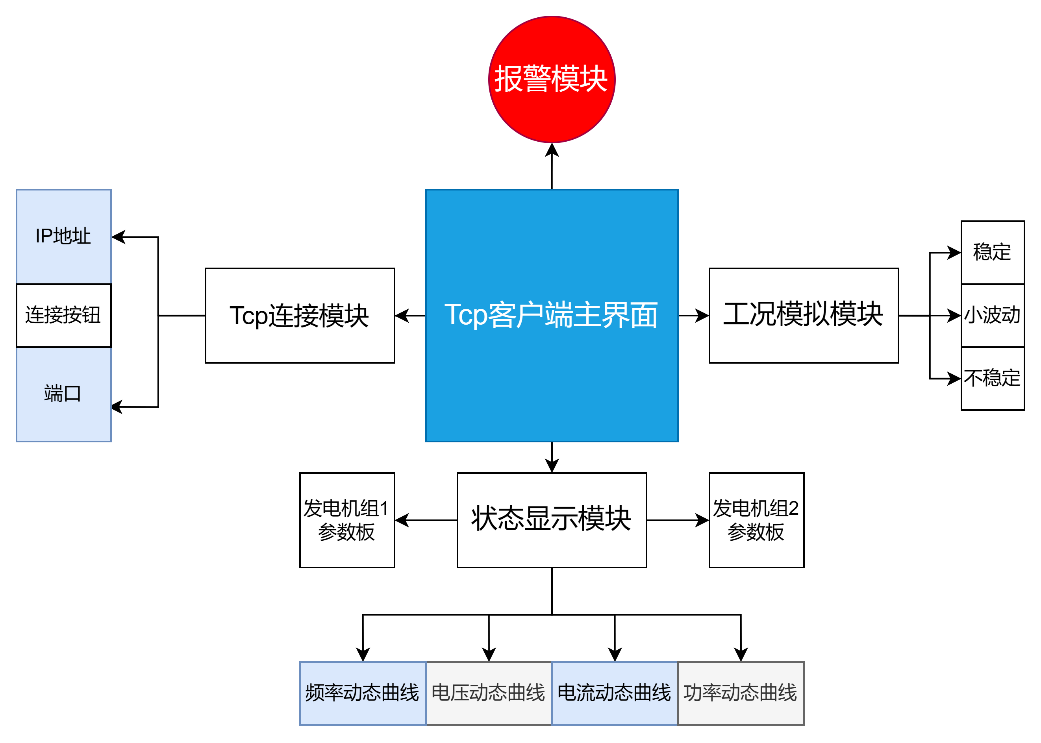 报警模块
IP地址
连接按钮
端口
Tcp连接模块
Tcp客户端主界面
工况模拟模块
稳定
小波动
不稳定
发电机组1
参数板
状态显示模块
发电机组2
参数板
频率动态曲线
电压动态曲线
电流动态曲线
功率动态曲线